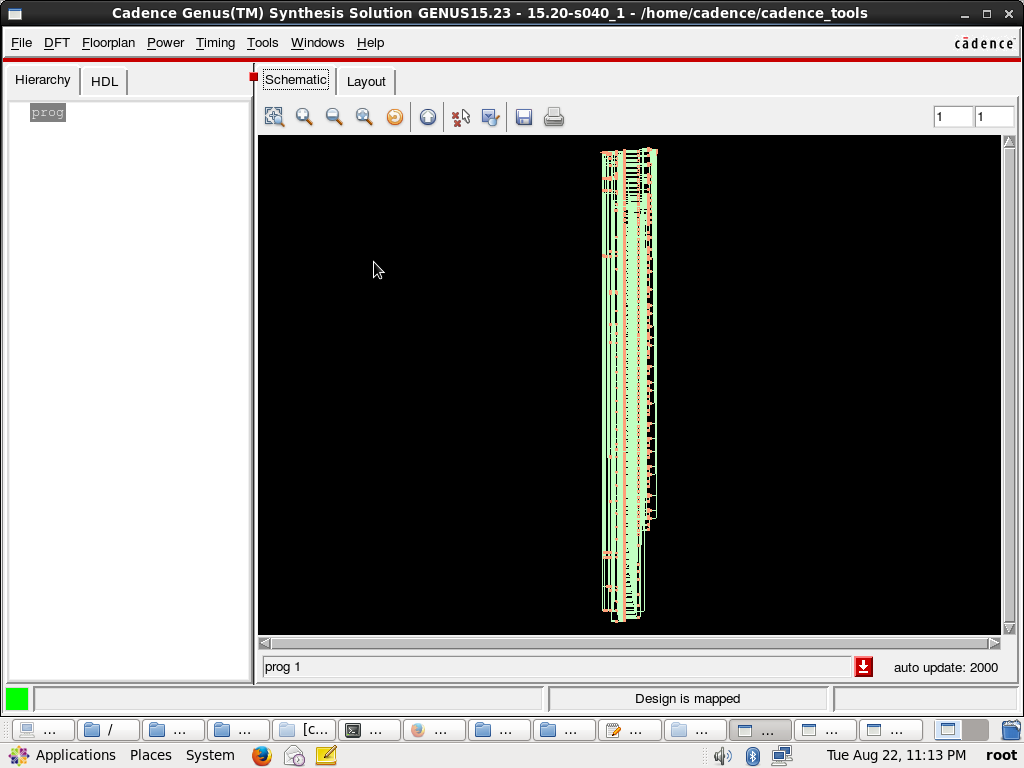 Cadence Genus(TM) Synthesis Solution GENUS15.23 - 15.20-s040_1 - /home/cadence/cadence_tools
File DFT Floorplan Power Timing Tools Windows Help
cādence
Hierarchy HDL
Schematic Layout
prog
1 1
prog 1
auto update: 2000
Design is mapped
... / ... ... [c... ... ... ... ... ... ... ... ... ...
Applications Places System
Tue Aug 22, 11:13 PM root